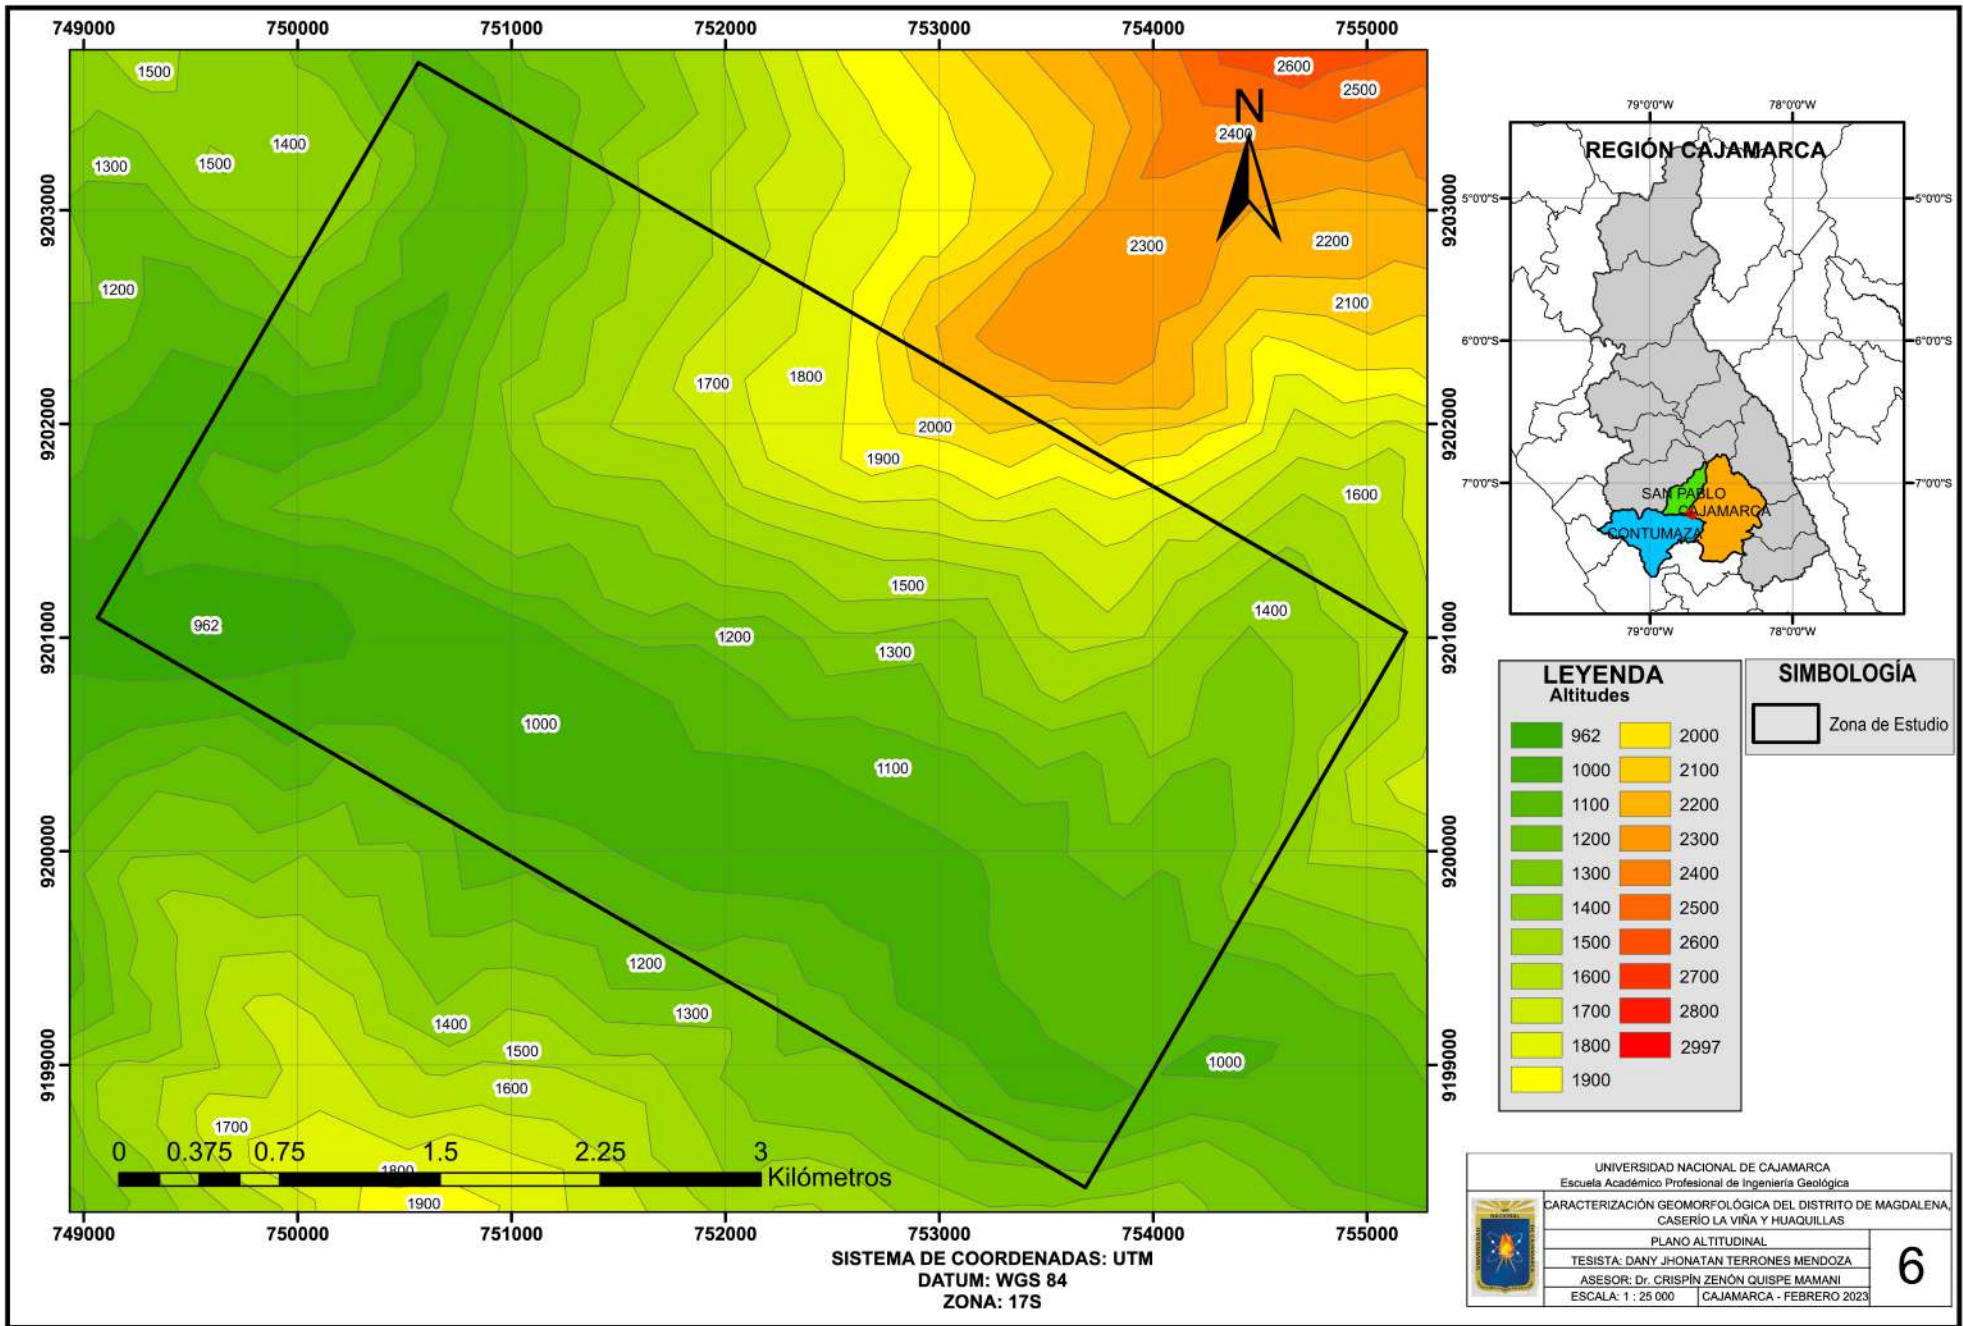 749000 750000 751000 752000 753000 754000 755000
9203000
9202000
9201000
9200000
9199000
9203000
9202000
9201000
9200000
9199000
1500
1400
1300
1500
1200
2600
2500
2400
N
2300
2200
2100
1700
1800
2000
1900
1600
1500
1400
962
1200
1300
1000
1100
1200
1300
1400
1500
1600
1000
1700
1800
1900
0 0.375 0.75 1.5 2.25 3
Kilómetros
749000 750000 751000 752000 753000 754000 755000
SISTEMA DE COORDENADAS: UTM
DATUM: WGS 84
ZONA: 17S
79°0'0"W 78°0'0"W
REGIÓN CAJAMARCA
5°0'0"S 5°0'0"S
6°0'0"S 6°0'0"S
7°0'0"S 7°0'0"S
SAN PABLO
CAJAMARCA
CONTUMAZA
79°0'0"W 78°0'0"W
LEYENDA
Altitudes
962 2000
1000 2100
1100 2200
1200 2300
1300 2400
1400 2500
1500 2600
1600 2700
1700 2800
1800 2997
1900
SIMBOLOGÍA
Zona de Estudio
UNIVERSIDAD NACIONAL DE CAJAMARCA
Escuela Académico Profesional de Ingeniería Geológica
CARACTERIZACIÓN GEOMORFOLÓGICA DEL DISTRITO DE MAGDALENA,
CASERÍO LA VIÑA Y HUAQUILLAS
PLANO ALTITUDINAL
TESISTA: DANY JHONATAN TERRONES MENDOZA
ASESOR: Dr. CRISPÍN ZENÓN QUISPE MAMANI
ESCALA: 1 : 25 000 CAJAMARCA - FEBRERO 2023
6